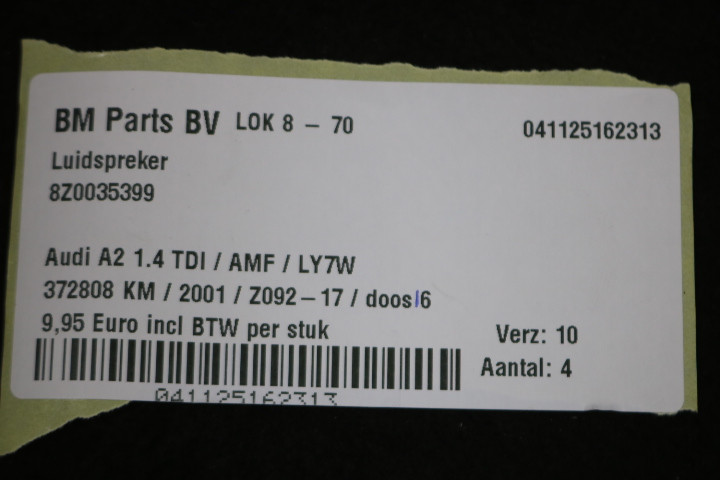 BM Parts BV LOK 8 - 70 041125162313
Luidspreker
8Z0035399
Audi A2 1.4 TDI / AMF / LY7W
372808 KM / 2001 / Z092-17 / doos 16
9,95 Euro incl BTW per stuk
Verz: 10
Aantal: 4
041125162313